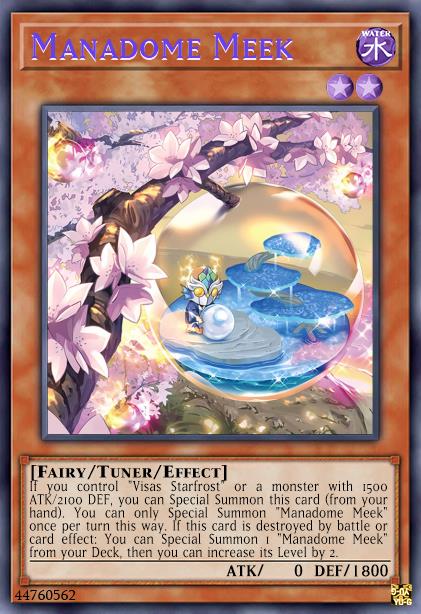 Manadome Meek
WATER
水
[Fairy/Tuner/Effect]
If you control "Visas Starfrost" or a monster with 1500
ATK/2100 DEF, you can Special Summon this card (from your
hand). You can only Special Summon "Manadome Meek"
once per turn this way. If this card is destroyed by battle or
card effect: You can Special Summon 1 "Manadome Meek"
from your Deck, then you can increase its Level by 2.
ATK/ 0 DEF/1800
44760562